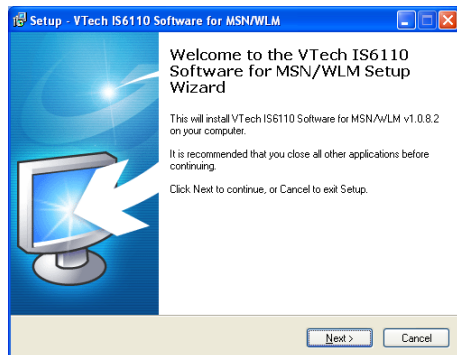 Setup - VTech IS6110 Software for MSN/WLM
Welcome to the VTech IS6110
Software for MSN/WLM Setup
Wizard
This will install VTech IS6110 Software for MSN/WLM v1.0.8.2
on your computer.
It is recommended that you close all other applications before
continuing.
Click Next to continue, or Cancel to exit Setup.
Next > Cancel